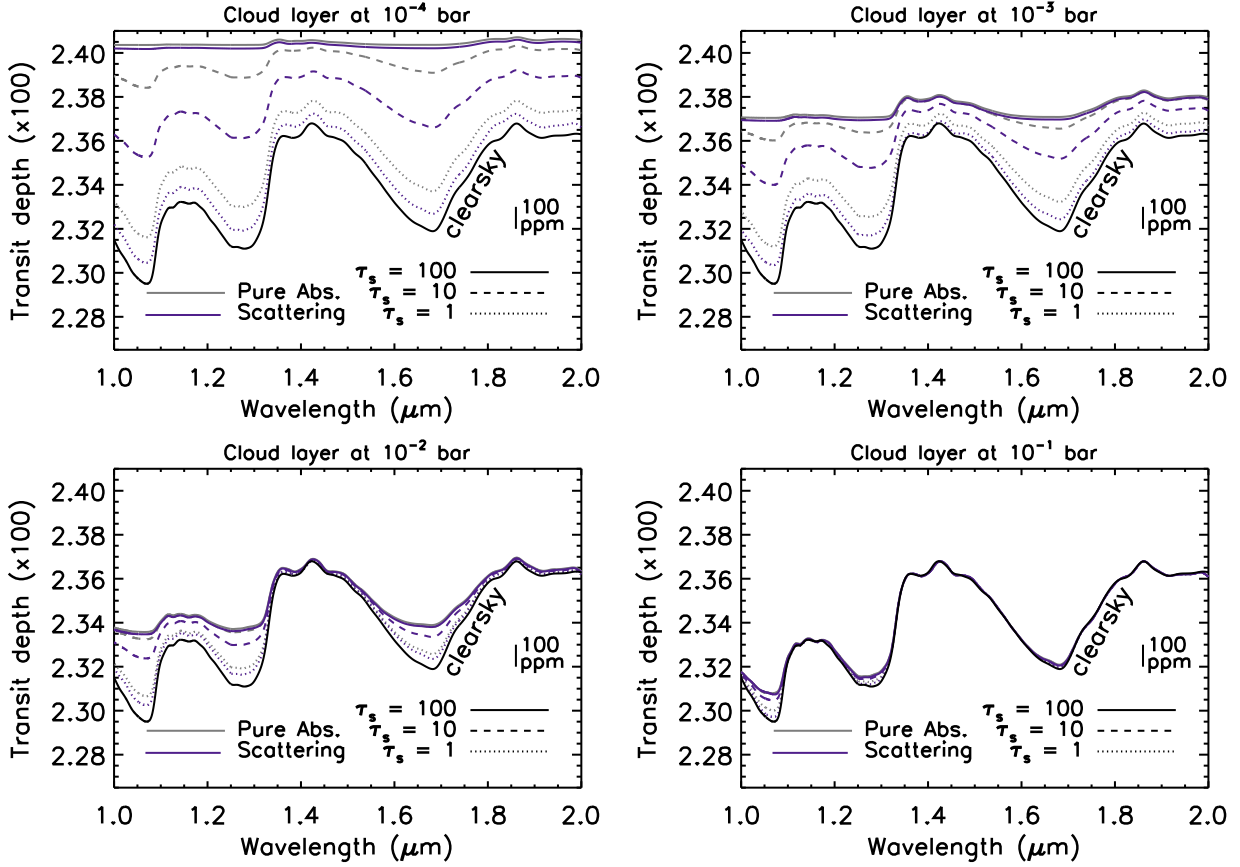 Cloud layer at 10⁻⁴ bar
Transit depth (x100)
2.40
2.38
2.36
2.34
2.32
2.30
2.28
clearsky
100
ppm
τs = 100
Pure Abs. τs = 10
Scattering τs = 1
1.0 1.2 1.4 1.6 1.8 2.0
Wavelength (μm)
Cloud layer at 10⁻³ bar
Transit depth (x100)
2.40
2.38
2.36
2.34
2.32
2.30
2.28
clearsky
100
ppm
τs = 100
Pure Abs. τs = 10
Scattering τs = 1
1.0 1.2 1.4 1.6 1.8 2.0
Wavelength (μm)
Cloud layer at 10⁻² bar
Transit depth (x100)
2.40
2.38
2.36
2.34
2.32
2.30
2.28
clearsky
100
ppm
τs = 100
Pure Abs. τs = 10
Scattering τs = 1
1.0 1.2 1.4 1.6 1.8 2.0
Wavelength (μm)
Cloud layer at 10⁻¹ bar
Transit depth (x100)
2.40
2.38
2.36
2.34
2.32
2.30
2.28
clearsky
100
ppm
τs = 100
Pure Abs. τs = 10
Scattering τs = 1
1.0 1.2 1.4 1.6 1.8 2.0
Wavelength (μm)